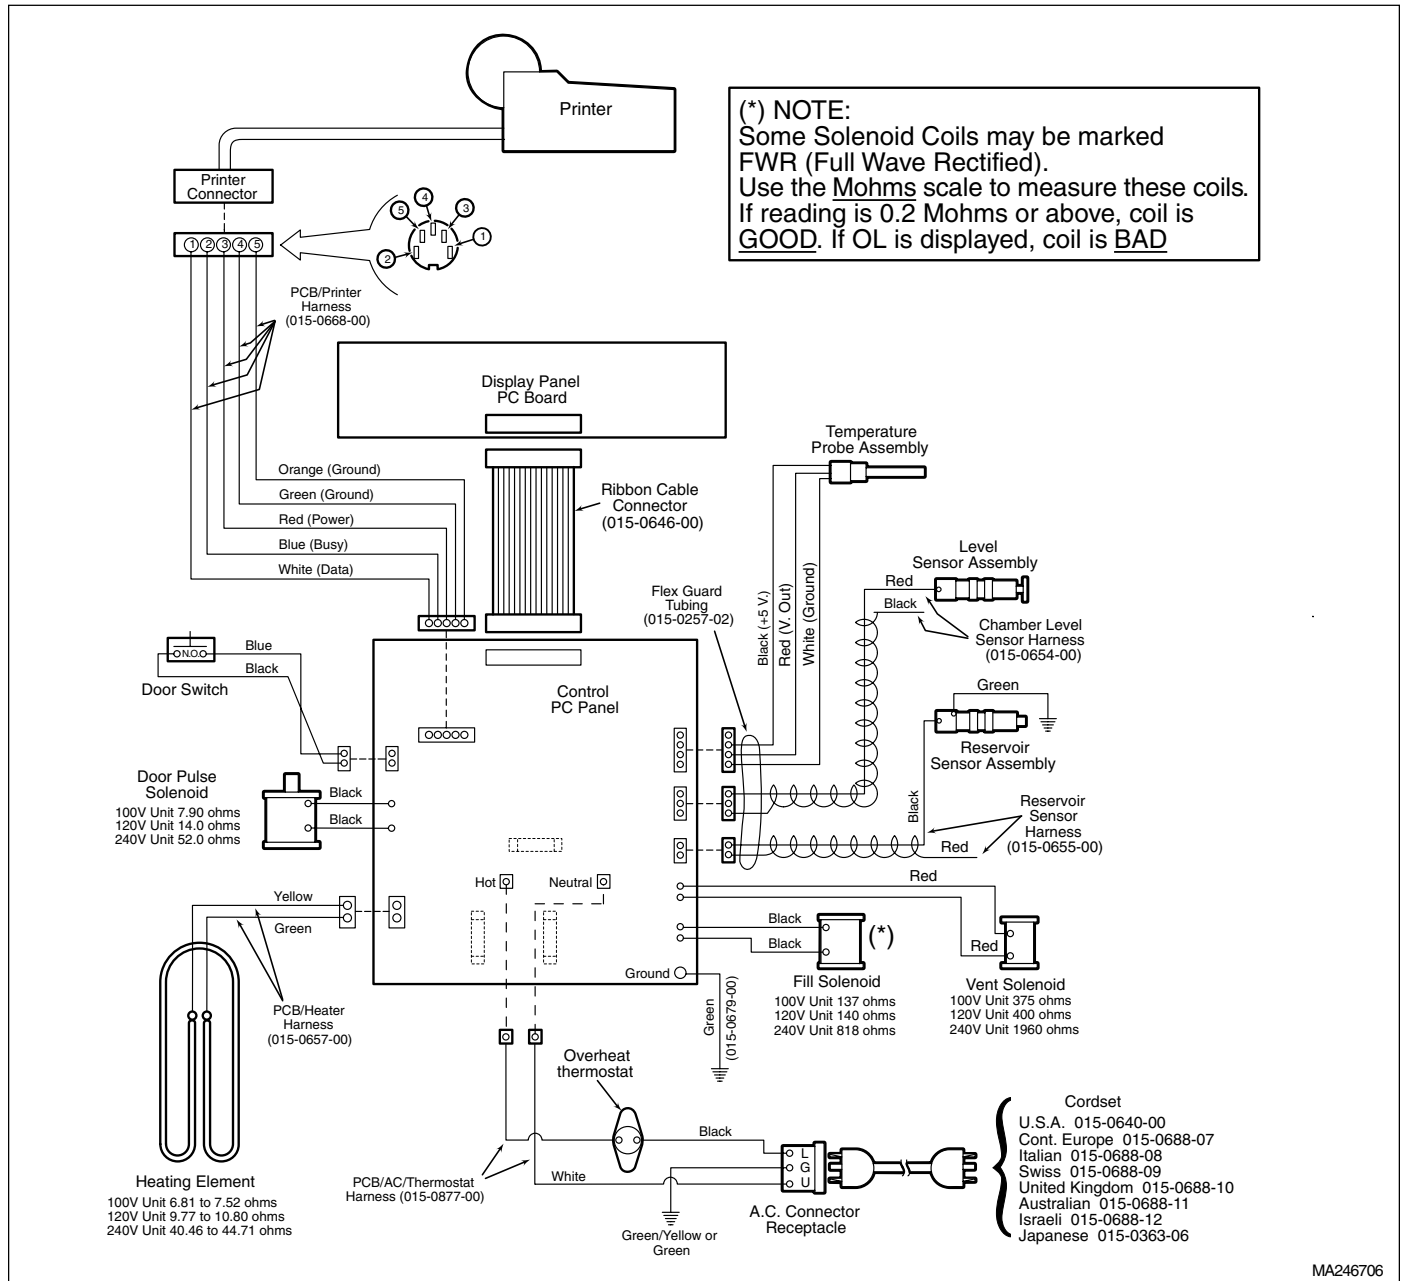 Printer
(*) NOTE:
Some Solenoid Coils may be marked
FWR (Full Wave Rectified).
Use the Mohms scale to measure these coils.
If reading is 0.2 Mohms or above, coil is
GOOD. If OL is displayed, coil is BAD
Printer
Connector
1 2 3 4 5
5
4
3
1
2
PCB/Printer
Harness
(015-0668-00)
Display Panel
PC Board
Orange (Ground)
Green (Ground)
Red (Power)
Blue (Busy)
White (Data)
Ribbon Cable
Connector
(015-0646-00)
Temperature
Probe Assembly
Black (+5 V.)
Red (V. Out)
White (Ground)
Flex Guard
Tubing
(015-0257-02)
Level
Sensor Assembly
Red
Black
Chamber Level
Sensor Harness
(015-0654-00)
Green
Reservoir
Sensor Assembly
Black
Red
Reservoir
Sensor
Harness
(015-0655-00)
N.O.
Blue
Black
Door Switch
Control
PC Panel
Door Pulse
Solenoid
100V Unit 7.90 ohms
120V Unit 14.0 ohms
240V Unit 52.0 ohms
Black
Black
Hot
Neutral
Yellow
Green
PCB/Heater
Harness
(015-0657-00)
Heating Element
100V Unit 6.81 to 7.52 ohms
120V Unit 9.77 to 10.80 ohms
240V Unit 40.46 to 44.71 ohms
Red
Red
Black
Black
(*)
Fill Solenoid
100V Unit 137 ohms
120V Unit 140 ohms
240V Unit 818 ohms
Vent Solenoid
100V Unit 375 ohms
120V Unit 400 ohms
240V Unit 1960 ohms
Ground
Green
(015-0679-00)
Overheat
thermostat
Black
White
L
G
U
PCB/AC/Thermostat
Harness (015-0877-00)
Green/Yellow or
Green
A.C. Connector
Receptacle
Cordset
U.S.A. 015-0640-00
Cont. Europe 015-0688-07
Italian 015-0688-08
Swiss 015-0688-09
United Kingdom 015-0688-10
Australian 015-0688-11
Israeli 015-0688-12
Japanese 015-0363-06
MA246706